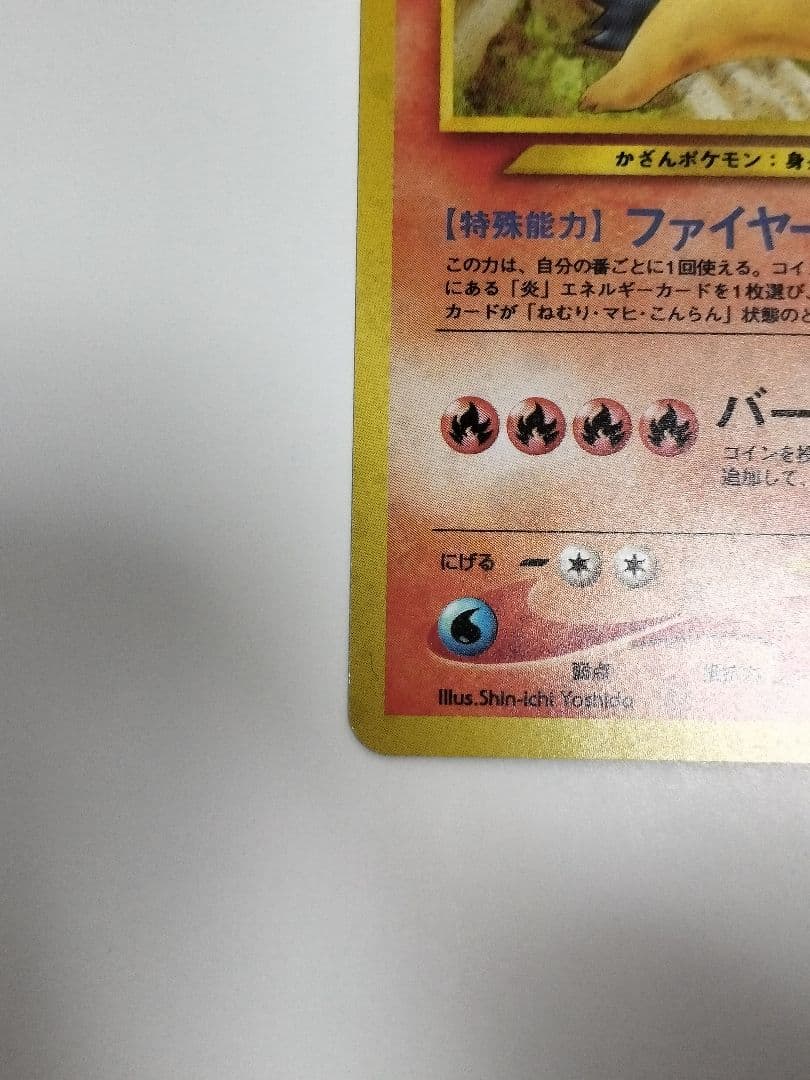 かざんポケモン：身
【特殊能力】 ファイヤー
この力は、自分の番ごとに1回使える。コイ
にある「炎」エネルギーカードを1枚選び、
カードが「ねむり・マヒ・こんらん」状態のと
バー
コインを投
追加して、
にげる
弱点
抵抗力
Illus.Shin-ichi Yoshida